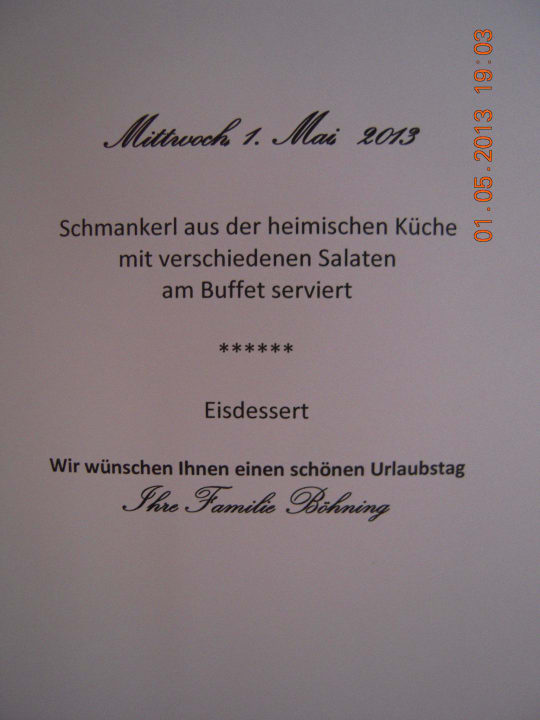 Mittwoch, 1. Mai 2013
Schmankerl aus der heimischen Küche
mit verschiedenen Salaten
am Buffet serviert
******
Eisdessert
Wir wünschen Ihnen einen schönen Urlaubstag
Ihre Familie Böhning
01.05.2013 19:03